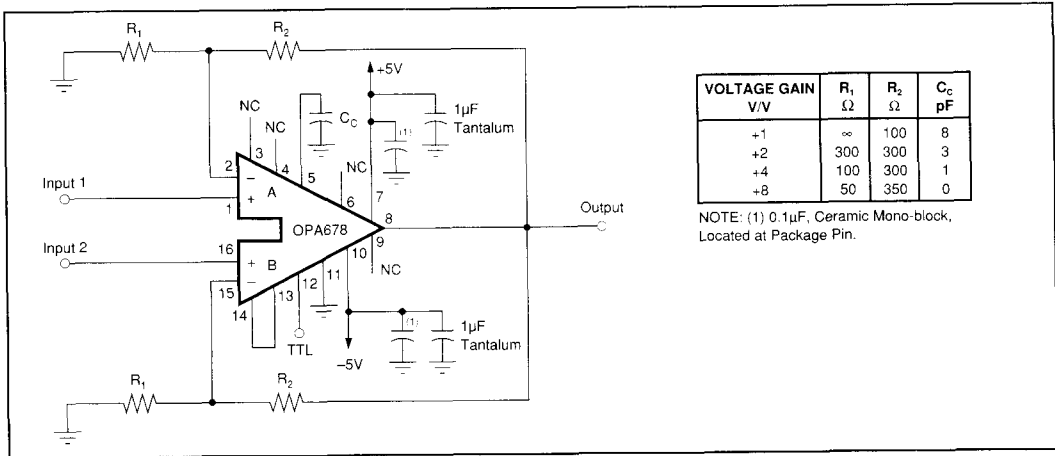 R1
R2
+5V
1µF
Tantalum
NC
NC
CC
(1)
NC
2
3
4
5
6
7
8
9
10
11
12
13
14
15
16
1
–
A
+
OPA678
+
B
–
Input 1
Input 2
Output
NC
TTL
–5V
(1)
1µF
Tantalum
R1
R2
VOLTAGE GAIN V/V R1 Ω R2 Ω CC pF
+1 ∞ 100 8
+2 300 300 3
+4 100 300 1
+8 50 350 0
NOTE: (1) 0.1µF, Ceramic Mono-block,
Located at Package Pin.